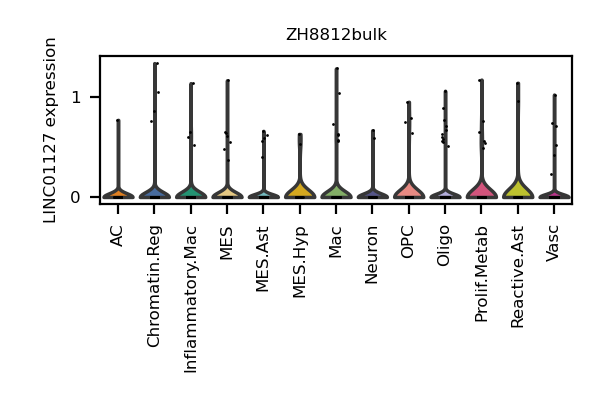 ZH8812bulk
LINC01127 expression
1
0
AC
Chromatin.Reg
Inflammatory.Mac
MES
MES.Ast
MES.Hyp
Mac
Neuron
OPC
Oligo
Prolif.Metab
Reactive.Ast
Vasc